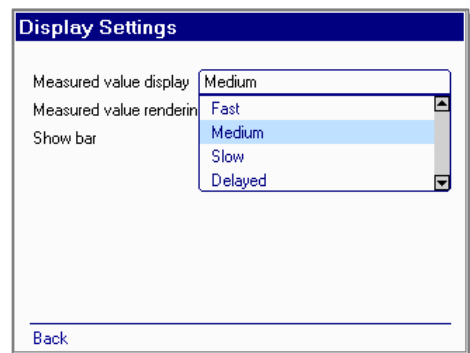 Display Settings
Measured value display Medium
Measured value renderin Fast
Show bar Medium
Slow
Delayed
Back